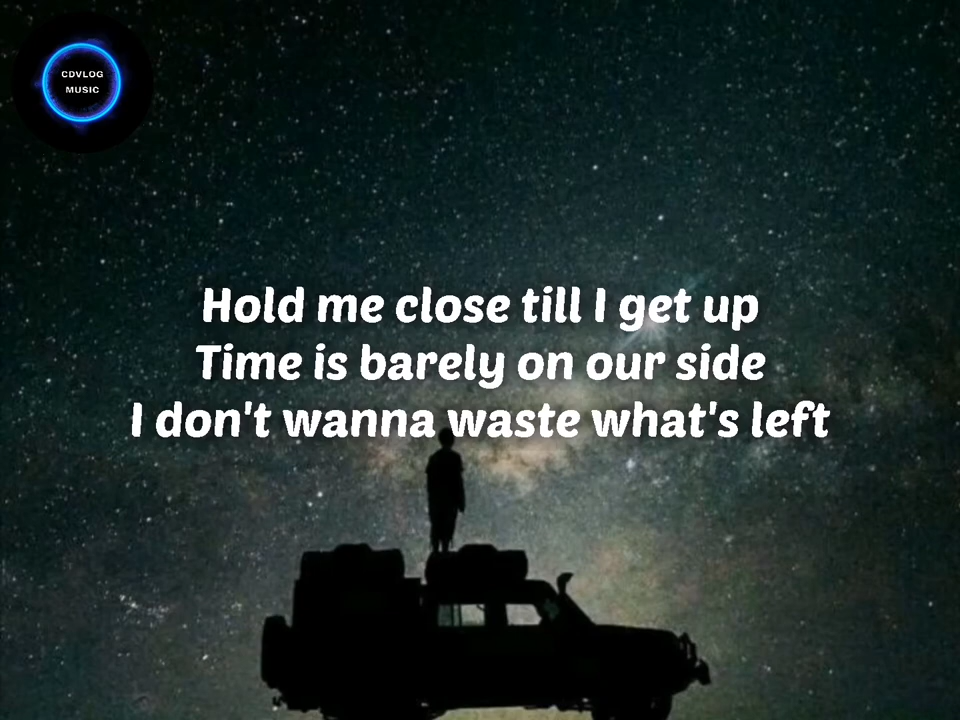 CDVLOG
MUSIC
Hold me close till I get up
Time is barely on our side
I don't wanna waste what's left